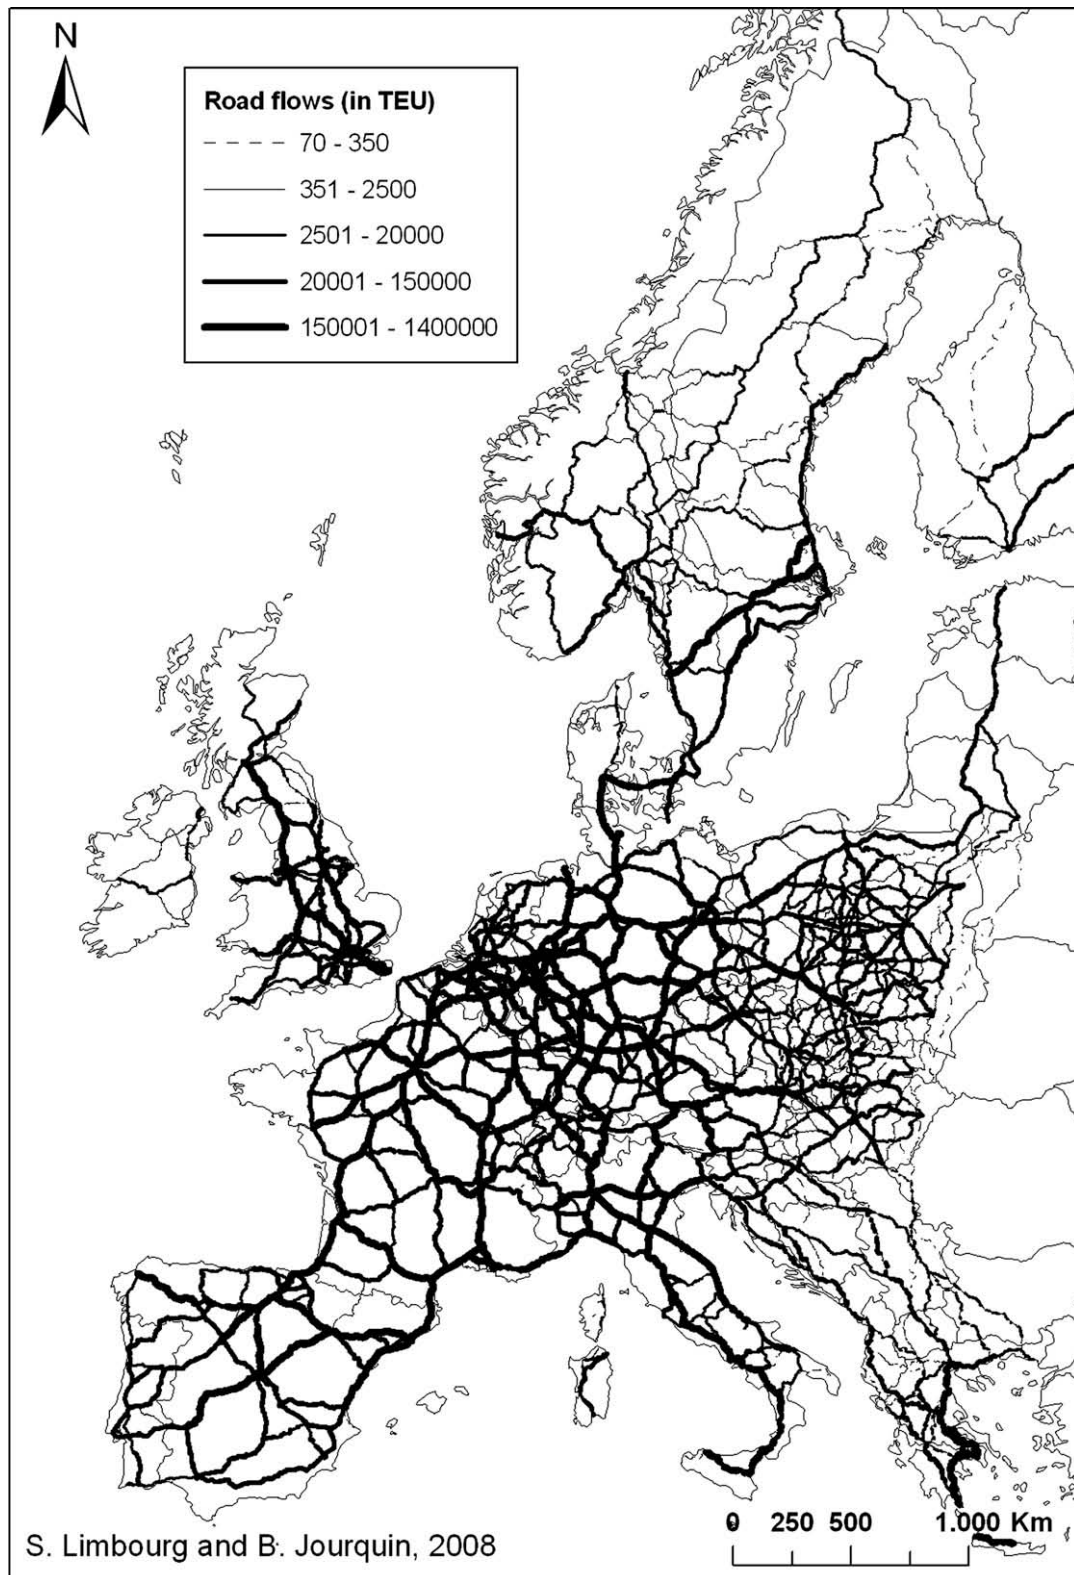 N
Road flows (in TEU)
70 - 350
351 - 2500
2501 - 20000
20001 - 150000
150001 - 1400000
0 250 500 1.000 Km
S. Limbourg and B. Jourquin, 2008